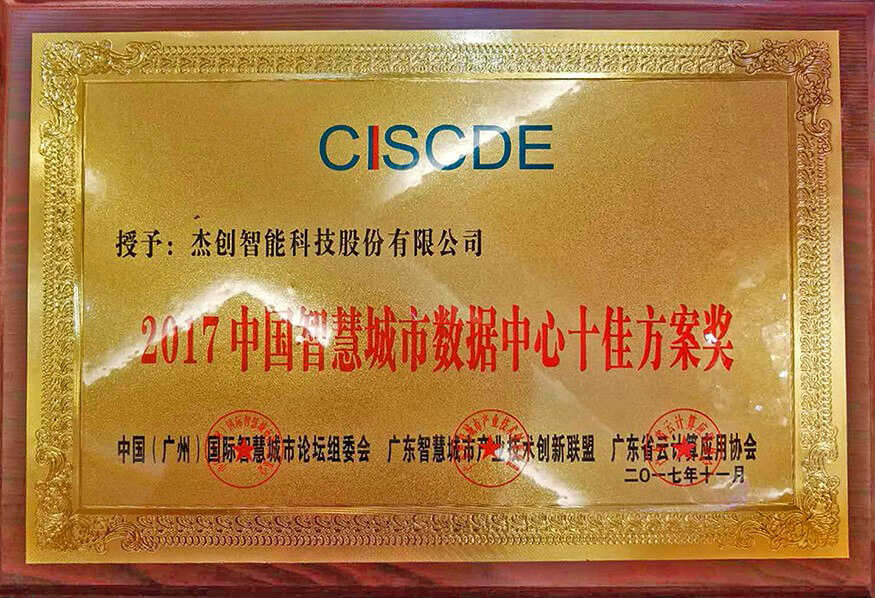 CISCDE
授予：杰创智能科技股份有限公司
2017中国智慧城市数据中心十佳方案奖
中国（广州）国际智慧城市论坛组委会 广东智慧城市产业技术创新联盟 广东省云计算应用协会
二〇一七年十一月